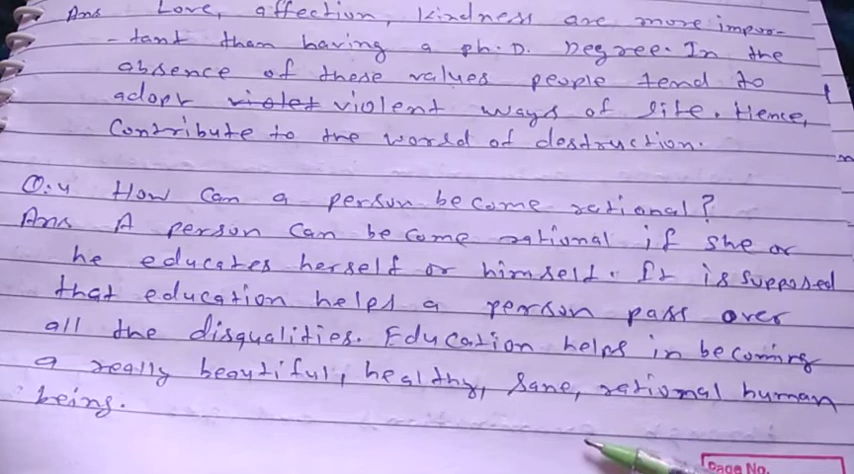 Ans Love, affection, kindness are more impor-
- tant than having a ph.D. Degree. In the
absence of these values people tend to
adopt violet violent ways of life. Hence,
Contribute to the world of destruction.
Q.4 How can a person become rational?
Ans A person can become rational if she or
he educates herself or himself. It is supposed
that education helps a person pass over
all the disqualities. Education helps in becoming
a really beautiful, healthy, sane, rational human
being.
Page No.